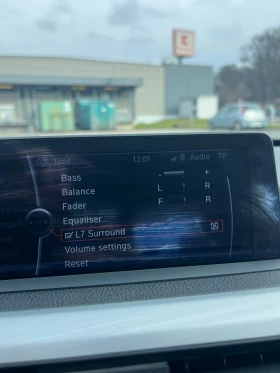 Tone 12:05 Audio TP
Bass - +
Balance L R
Fader F R
Equaliser
L7 Surround
Volume settings
Reset
K